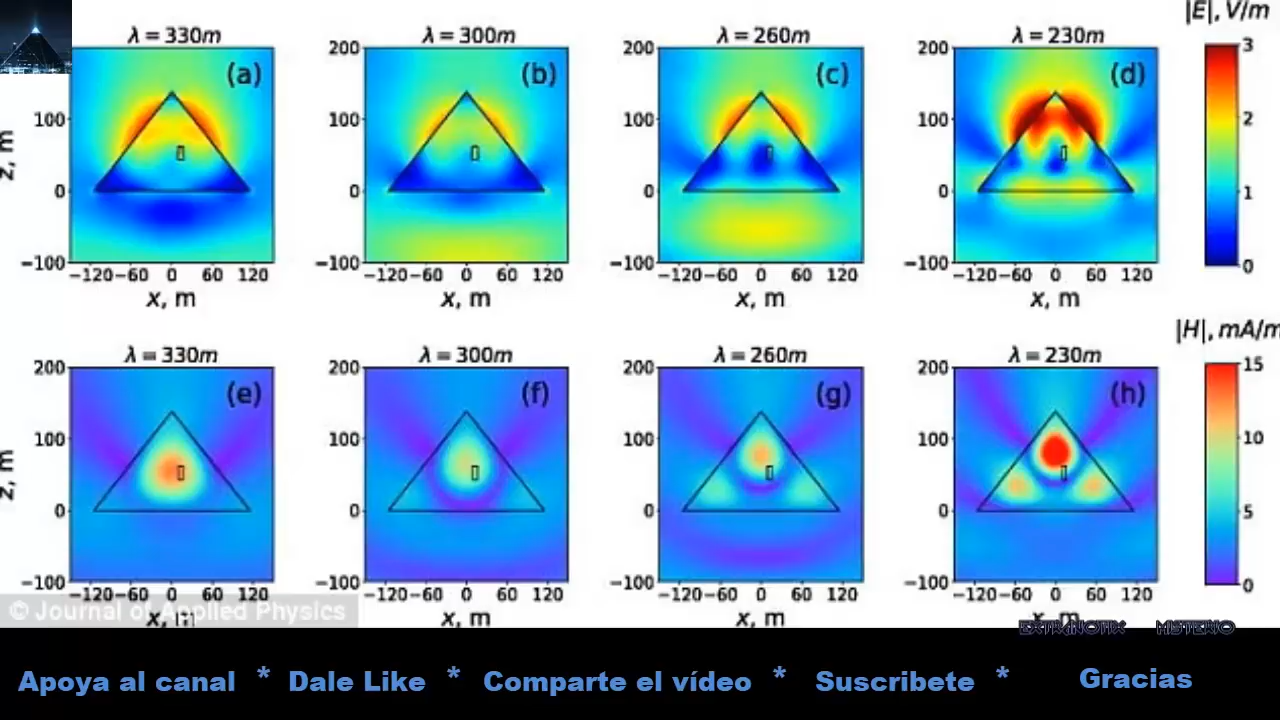 |E|, V/m
λ = 330m λ = 300m λ = 260m λ = 230m
(a) (b) (c) (d)
z, m
200 200 200 200
100 100 100 100
0 0 0 0
−100 −100 −100 −100
−120 −60 0 60 120 −120 −60 0 60 120 −120 −60 0 60 120 −120 −60 0 60 120
x, m x, m x, m x, m
3
2
1
0
|H|, mA/m
λ = 330m λ = 300m λ = 260m λ = 230m
(e) (f) (g) (h)
z, m
200 200 200 200
100 100 100 100
0 0 0 0
−100 −100 −100 −100
−120 −60 0 60 120 −120 −60 0 60 120 −120 −60 0 60 120 −120 −60 0 60 120
x, m x, m x, m x, m
15
10
5
0
© Journal of Applied Physics
EXTRANOTIX MISTERIO
Apoya al canal * Dale Like * Comparte el vídeo * Suscribete * Gracias